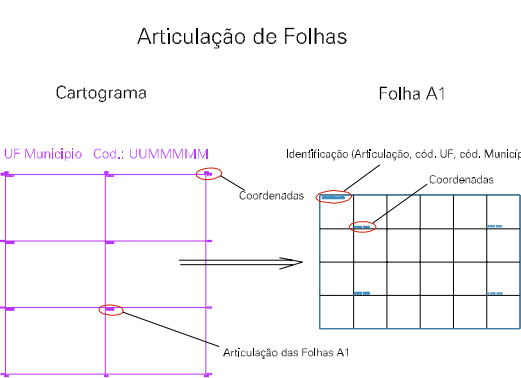 Articulação de Folhas
Cartograma
Folha A1
UF Municipio Cod.: UUMMMMM
Identificação (Articulação, cód. UF, cód. Municíp
Coordenadas
Coordenadas
Articulação das Folhas A1